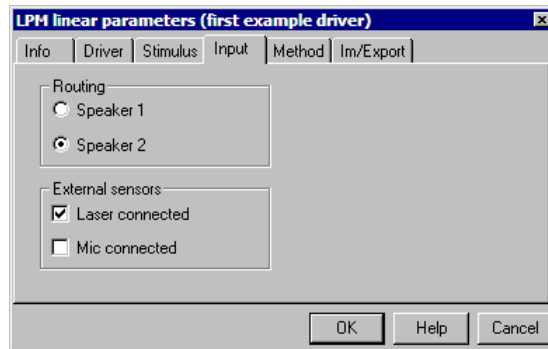 LPM linear parameters (first example driver)
Info Driver Stimulus Input Method Im/Export
Routing
Speaker 1
Speaker 2
External sensors
Laser connected
Mic connected
OK Help Cancel